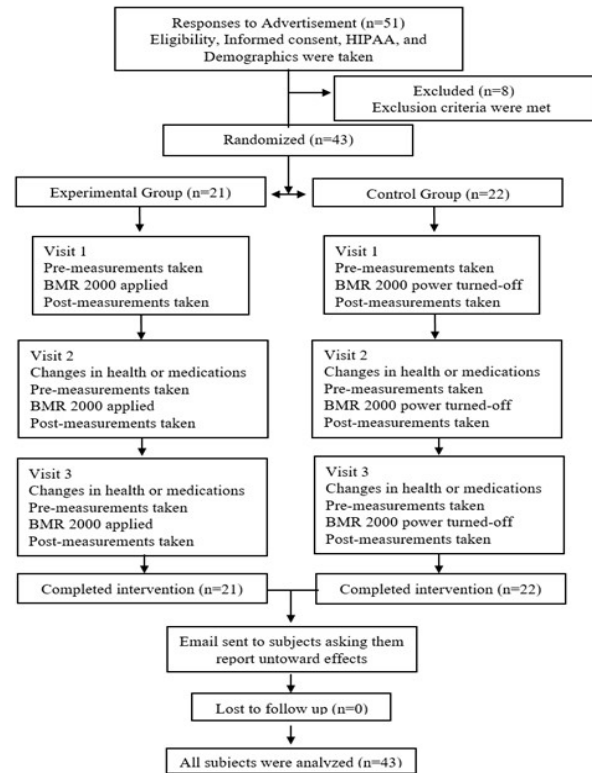 Responses to Advertisement (n=51)
Eligibility, Informed consent, HIPAA, and
Demographics were taken
Excluded (n=8)
Exclusion criteria were met
Randomized (n=43)
Experimental Group (n=21)
Control Group (n=22)
Visit 1
Pre-measurements taken
BMR 2000 applied
Post-measurements taken
Visit 1
Pre-measurements taken
BMR 2000 power turned-off
Post-measurements taken
Visit 2
Changes in health or medications
Pre-measurements taken
BMR 2000 applied
Post-measurements taken
Visit 2
Changes in health or medications
Pre-measurements taken
BMR 2000 power turned-off
Post-measurements taken
Visit 3
Changes in health or medications
Pre-measurements taken
BMR 2000 applied
Post-measurements taken
Visit 3
Changes in health or medications
Pre-measurements taken
BMR 2000 power turned-off
Post-measurements taken
Completed intervention (n=21)
Completed intervention (n=22)
Email sent to subjects asking them
report untoward effects
Lost to follow up (n=0)
All subjects were analyzed (n=43)